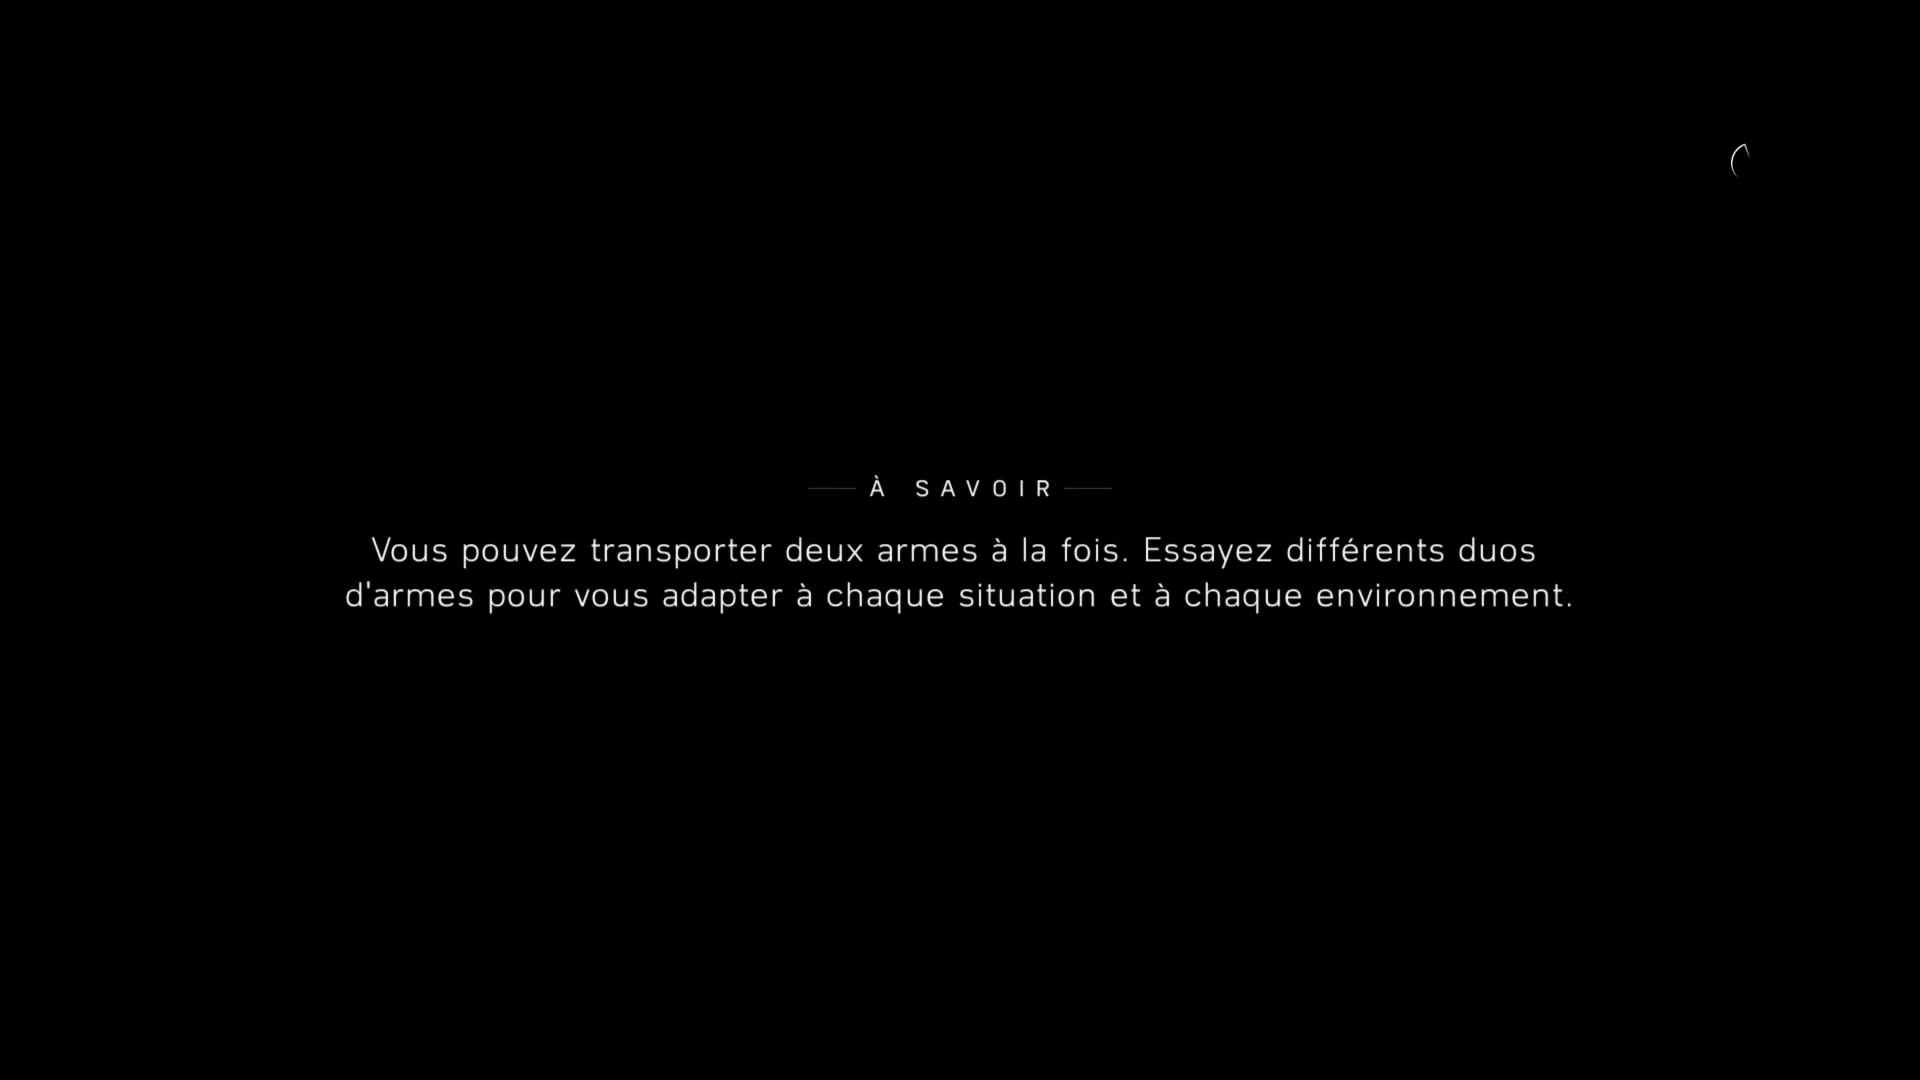 À SAVOIR
Vous pouvez transporter deux armes à la fois. Essayez différents duos
d'armes pour vous adapter à chaque situation et à chaque environnement.